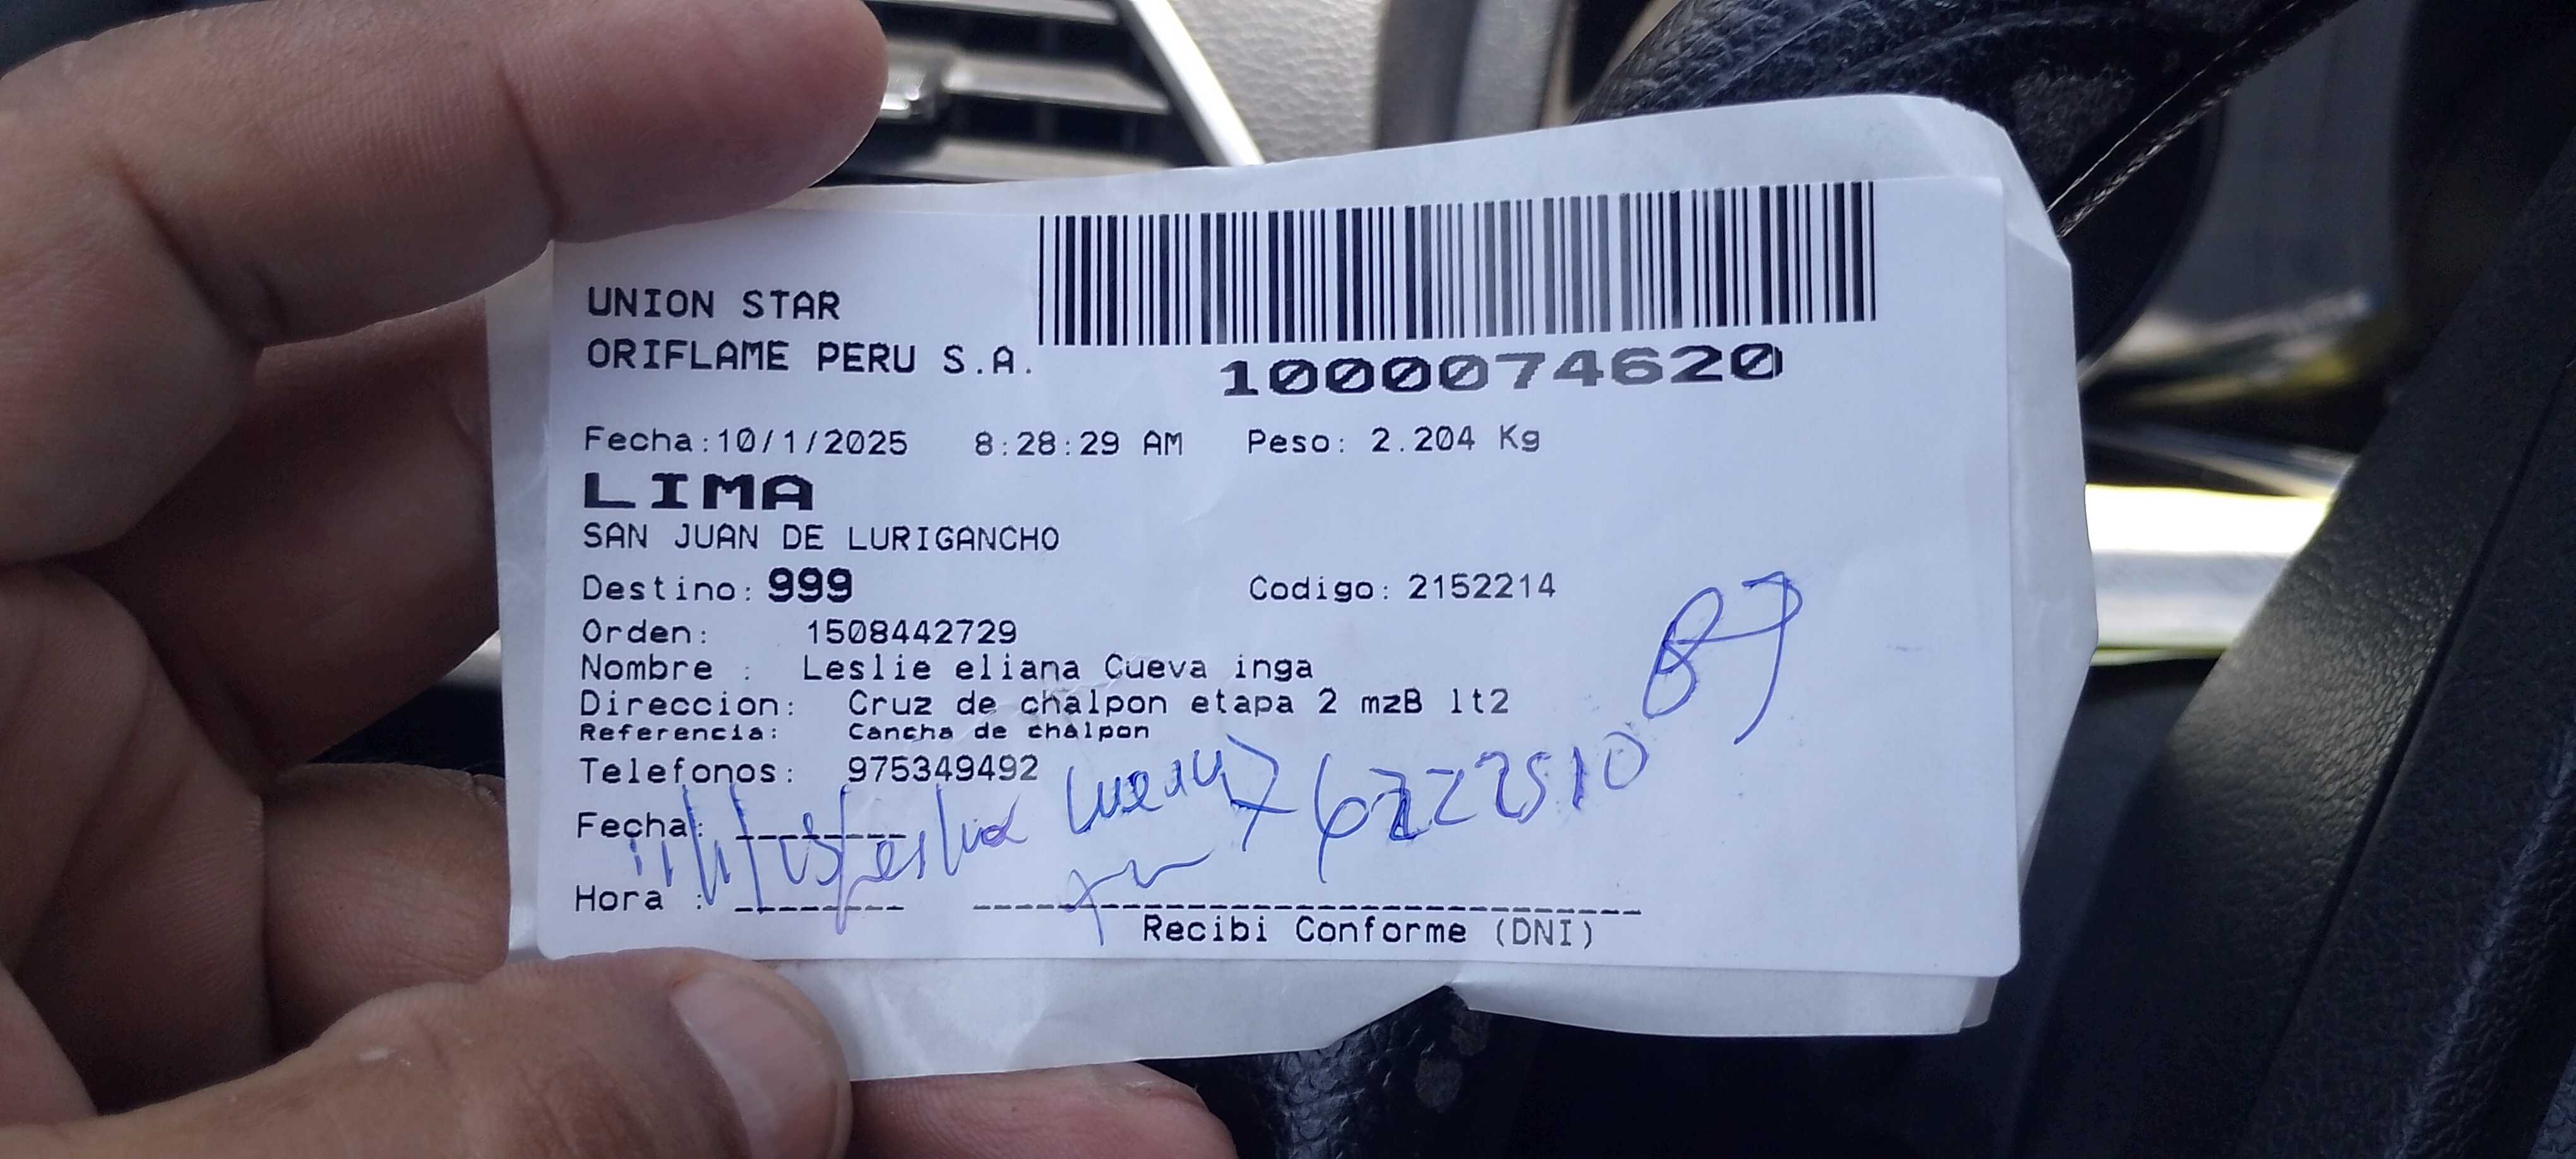 UNION STAR
ORIFLAME PERU S.A.
1000074620
Fecha:10/1/2025 8:28:29 AM Peso: 2.204 Kg
LIMA
SAN JUAN DE LURIGANCHO
Destino: 999 Codigo: 2152214
Orden: 1508442729
Nombre : Leslie eliana Cueva inga
Direccion: Cruz de chalpon etapa 2 mzB lt2
Referencia: Cancha de chalpon
Telefonos: 975349492
Fecha: ________
Hora : ________
Recibi Conforme (DNI)